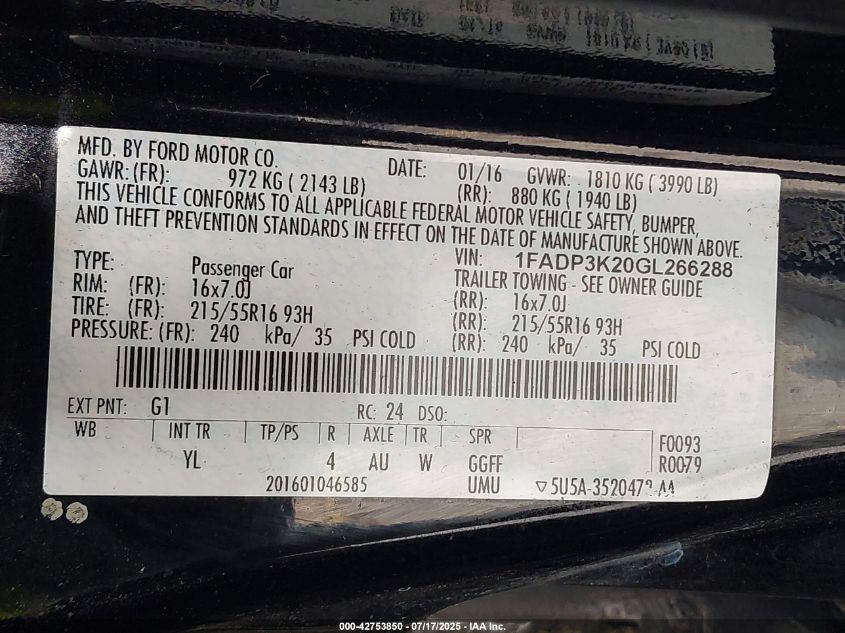 MFD. BY FORD MOTOR CO. DATE: 01/16 GVWR: 1810 KG ( 3990 LB)
GAWR: (FR): 972 KG ( 2143 LB) (RR): 880 KG ( 1940 LB)
THIS VEHICLE CONFORMS TO ALL APPLICABLE FEDERAL MOTOR VEHICLE SAFETY, BUMPER,
AND THEFT PREVENTION STANDARDS IN EFFECT ON THE DATE OF MANUFACTURE SHOWN ABOVE.
VIN: 1FADP3K20GL266288
TYPE: Passenger Car TRAILER TOWING - SEE OWNER GUIDE
RIM: (FR): 16x7.0J (RR): 16x7.0J
TIRE: (FR): 215/55R16 93H (RR): 215/55R16 93H
PRESSURE: (FR): 240 kPa/ 35 PSI COLD (RR): 240 kPa/ 35 PSI COLD
EXT PNT: G1 RC: 24 DSO:
WB INT TR TP/PS R AXLE TR SPR F0093
YL 4 AU W GGFF R0079
201601046585 UMU ▽5U5A-3520472-AA
000-42753850 - 07/17/2025 - IAA Inc.